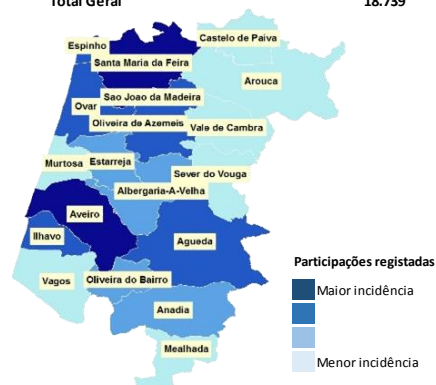 Total Geral 18.739
Espinho
Castelo de Paiva
Santa Maria da Feira
Arouca
Sao Joao da Madeira
Ovar
Oliveira de Azemeis
Vale de Cambra
Murtosa
Estarreja
Sever do Vouga
Albergaria-A-Velha
Aveiro
Ilhavo
Agueda
Participações registadas
Vagos
Oliveira do Bairro
Maior incidência
Anadia
Mealhada
Menor incidência